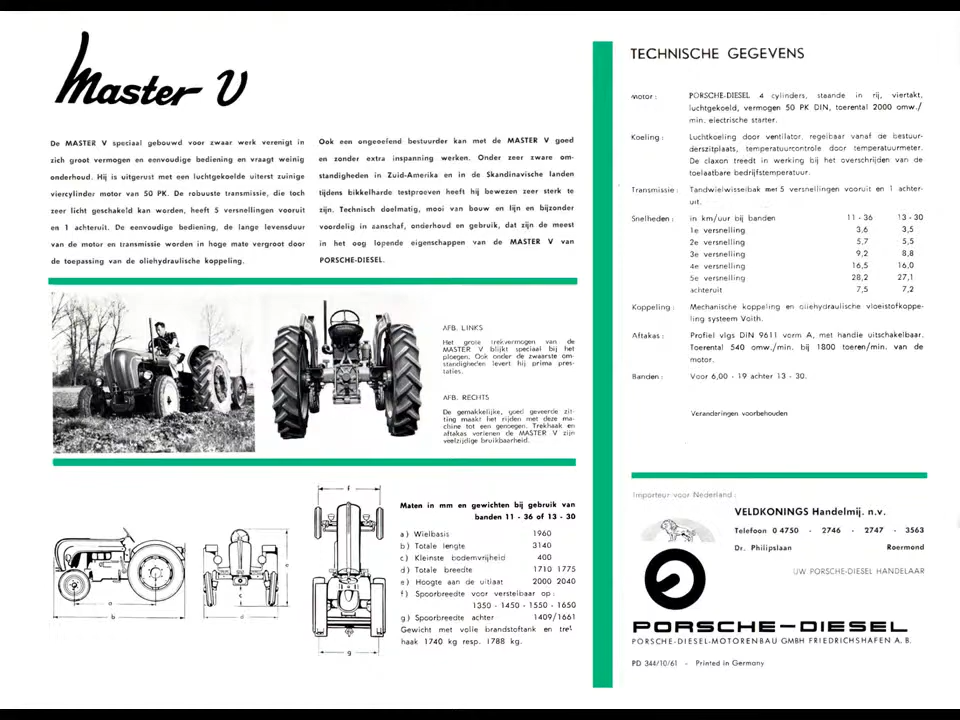 Master V
De MASTER V speciaal gebouwd voor zwaar werk verenigt in
zich groot vermogen en eenvoudige bediening en vraagt weinig
onderhoud. Hij is uitgerust met een luchtgekoelde uiterst zuinige
viercylinder motor van 50 PK. De robuuste transmissie, die toch
zeer licht geschakeld kan worden, heeft 5 versnellingen vooruit
en 1 achteruit. De eenvoudige bediening, de lange levensduur
van de motor en transmissie worden in hoge mate vergroot door
de toepassing van de oliehydraulische koppeling.
Ook een ongeoefend bestuurder kan met de MASTER V goed
en zonder extra inspanning werken. Onder zeer zware om-
standigheden in Zuid-Amerika en in de Skandinavische landen
tijdens bikkelharde testproeven heeft hij bewezen zeer sterk te
zijn. Technisch doelmatig, mooi van bouw en lijn en bijzonder
voordelig in aanschaf, onderhoud en gebruik, dat zijn de meest
in het oog lopende eigenschappen van de MASTER V van
PORSCHE-DIESEL.
AFB. LINKS
Het grote trekvermogen van de
MASTER V blijkt speciaal bij het
ploegen. Ook onder de zwaarste om-
standigheden levert hij prima pres-
taties.
AFB. RECHTS
De gemakkelijke, goed geveerde zit-
ting maakt het rijden met deze ma-
chine tot een genoegen. Trekhaak en
aftakas verlenen de MASTER V zijn
veelzijdige bruikbaarheid.
a
b
c
d
e
f
g
Maten in mm en gewichten bij gebruik van
banden 11 - 36 of 13 - 30
a) Wielbasis 1960
b) Totale lengte 3140
c) Kleinste bodemvrijheid 400
d) Totale breedte 1710 1775
e) Hoogte aan de uitlaat 2000 2040
f) Spoorbreedte voor verstelbaar op:
1350 - 1450 - 1550 - 1650
g) Spoorbreedte achter 1409/1661
Gewicht met volle brandstoftank en trek-
haak 1740 kg resp. 1788 kg.
TECHNISCHE GEGEVENS
Motor: PORSCHE-DIESEL 4 cylinders, staande in rij, viertakt,
luchtgekoeld, vermogen 50 PK DIN, toerental 2000 omw./
min. electrische starter.
Koeling: Luchtkoeling door ventilator, regelbaar vanaf de bestuur-
derszitplaats, temperatuurcontrole door temperatuurmeter.
De claxon treedt in werking bij het overschrijden van de
toelaatbare bedrijfstemperatuur.
Transmissie: Tandwielwisselbak met 5 versnellingen vooruit en 1 achter-
uit.
Snelheden: in km/uur bij banden 11 - 36 13 - 30
1e versnelling 3,6 3,5
2e versnelling 5,7 5,5
3e versnelling 9,2 8,8
4e versnelling 16,5 16,0
5e versnelling 28,2 27,1
achteruit 7,5 7,2
Koppeling: Mechanische koppeling en oliehydraulische vloeistofkoppe-
ling systeem Voith.
Aftakas: Profiel vlgs DIN 9611 vorm A, met handle uitschakelbaar.
Toerental 540 omw./min. bij 1800 toeren/min. van de
motor.
Banden: Voor 6,00 - 19 achter 13 - 30.
Veranderingen voorbehouden
Importeur voor Nederland:
VELDKONINGS Handelmij. n.v.
Telefoon 0 4750 - 2746 - 2747 - 3563
Dr. Philipslaan Roermond
UW PORSCHE-DIESEL HANDELAAR
PORSCHE-DIESEL
PORSCHE-DIESEL-MOTORENBAU GMBH FRIEDRICHSHAFEN A. B.
PD 344/10/61 - Printed in Germany